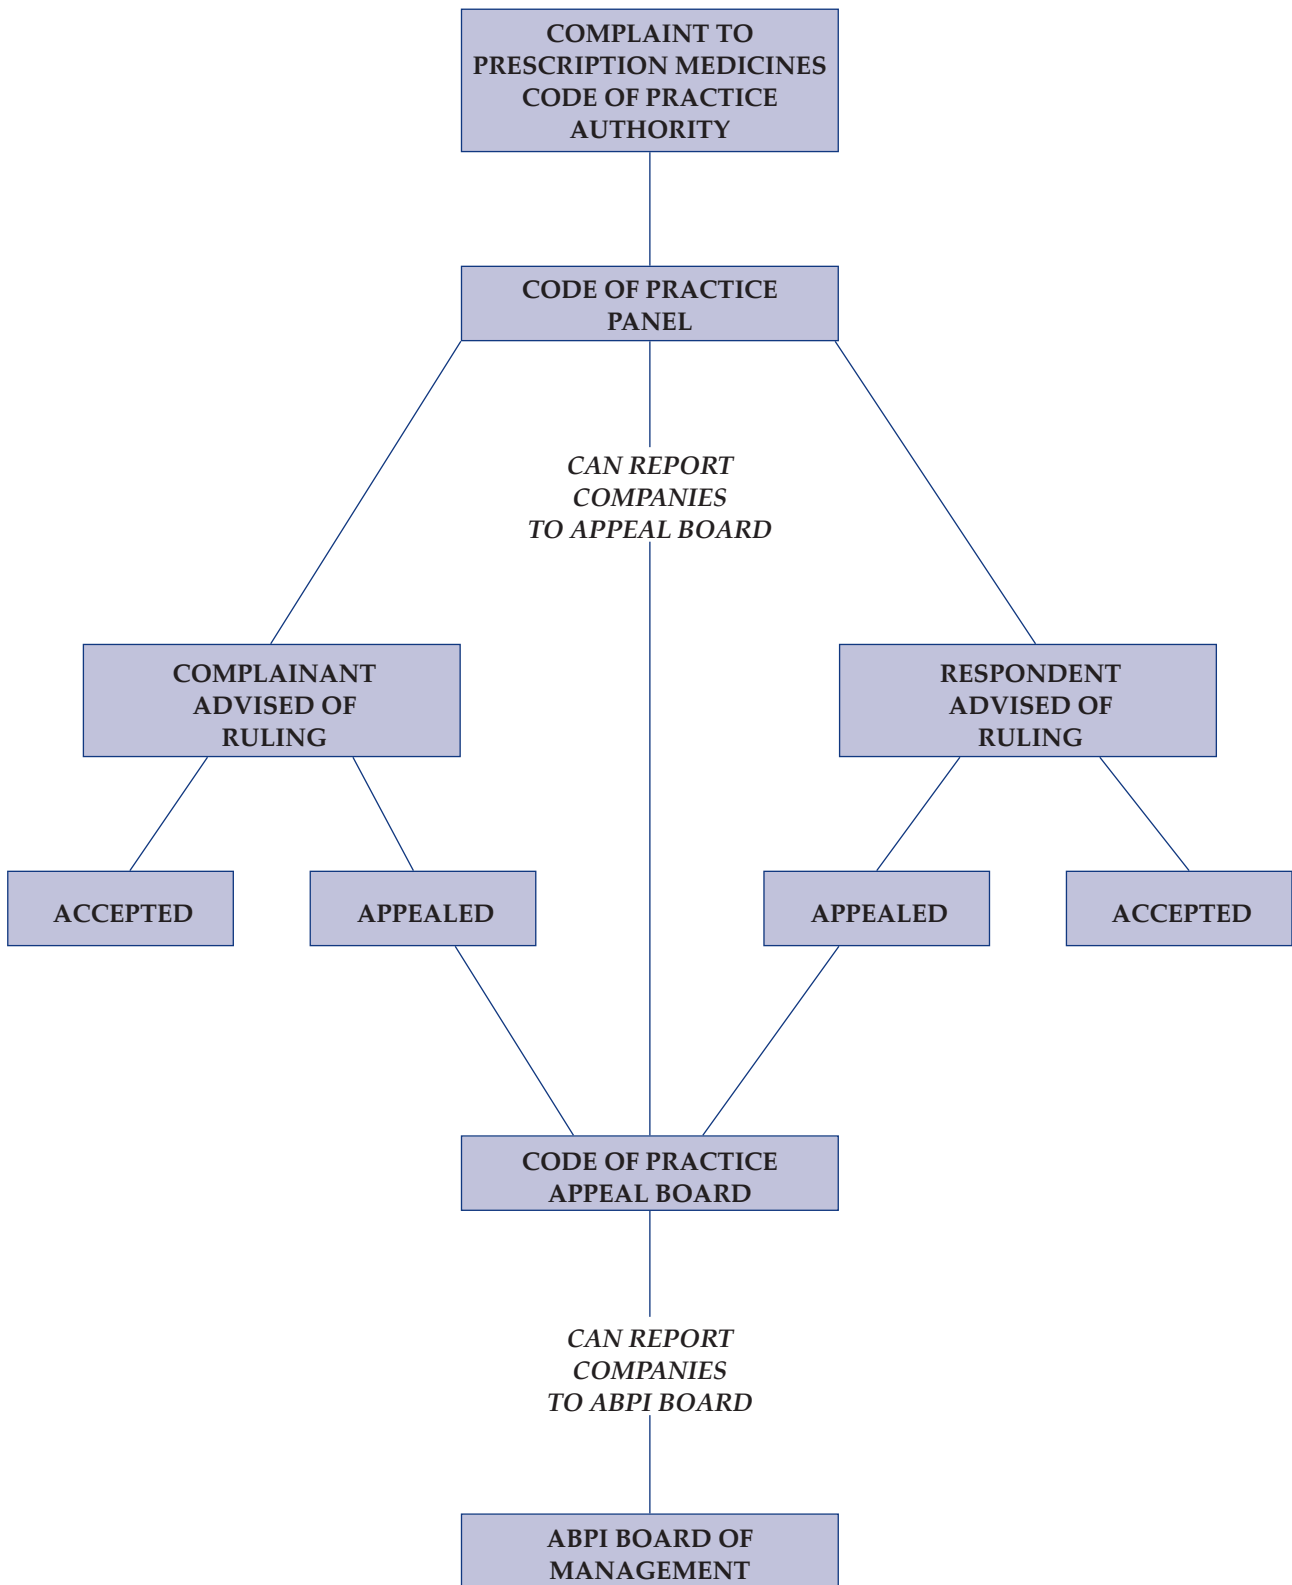 COMPLAINT TO
PRESCRIPTION MEDICINES
CODE OF PRACTICE
AUTHORITY
CODE OF PRACTICE
PANEL
CAN REPORT
COMPANIES
TO APPEAL BOARD
COMPLAINANT
ADVISED OF
RULING
RESPONDENT
ADVISED OF
RULING
ACCEPTED
APPEALED
APPEALED
ACCEPTED
CODE OF PRACTICE
APPEAL BOARD
CAN REPORT
COMPANIES
TO ABPI BOARD
ABPI BOARD OF
MANAGEMENT